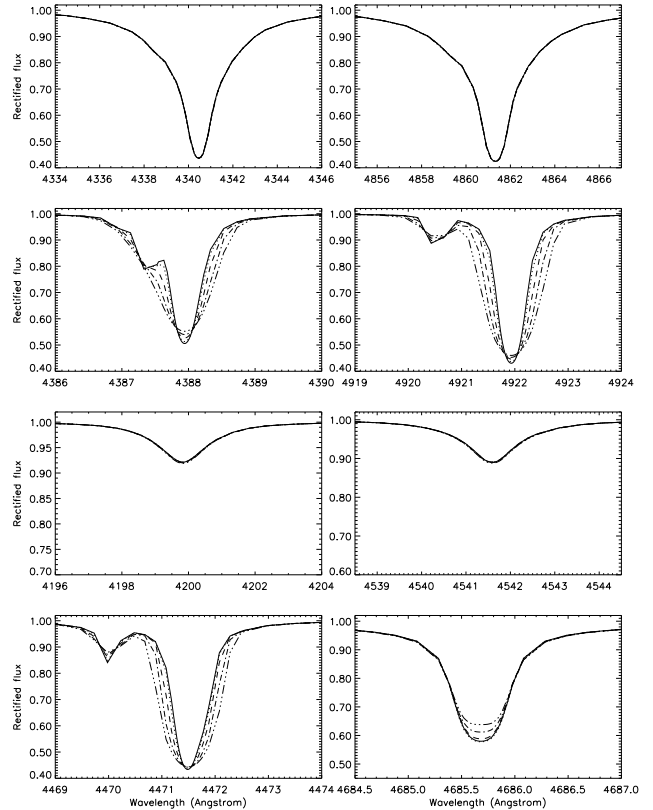 1.00 1.00
0.90 0.90
0.80 0.80
0.70 0.70
0.60 0.60
0.50 0.50
0.40 0.40
Rectified flux
4334 4336 4338 4340 4342 4344 4346
4856 4858 4860 4862 4864 4866
1.00 1.00
0.90 0.90
0.80 0.80
0.70 0.70
0.60 0.60
0.50 0.50
0.40 0.40
Rectified flux
4386 4387 4388 4389 4390
4919 4920 4921 4922 4923 4924
1.00 1.00
0.95 0.90
0.90 0.80
0.85 0.70
0.80 0.60
0.75
0.70
Rectified flux
4196 4198 4200 4202 4204
4539 4540 4541 4542 4543 4544
1.00 1.00
0.90 0.90
0.80 0.80
0.70 0.70
0.60 0.60
0.50 0.50
0.40
Rectified flux
4469 4470 4471 4472 4473 4474
4684.5 4685.0 4685.5 4686.0 4686.5 4687.0
Wavelength (Angstrom) Wavelength (Angstrom)